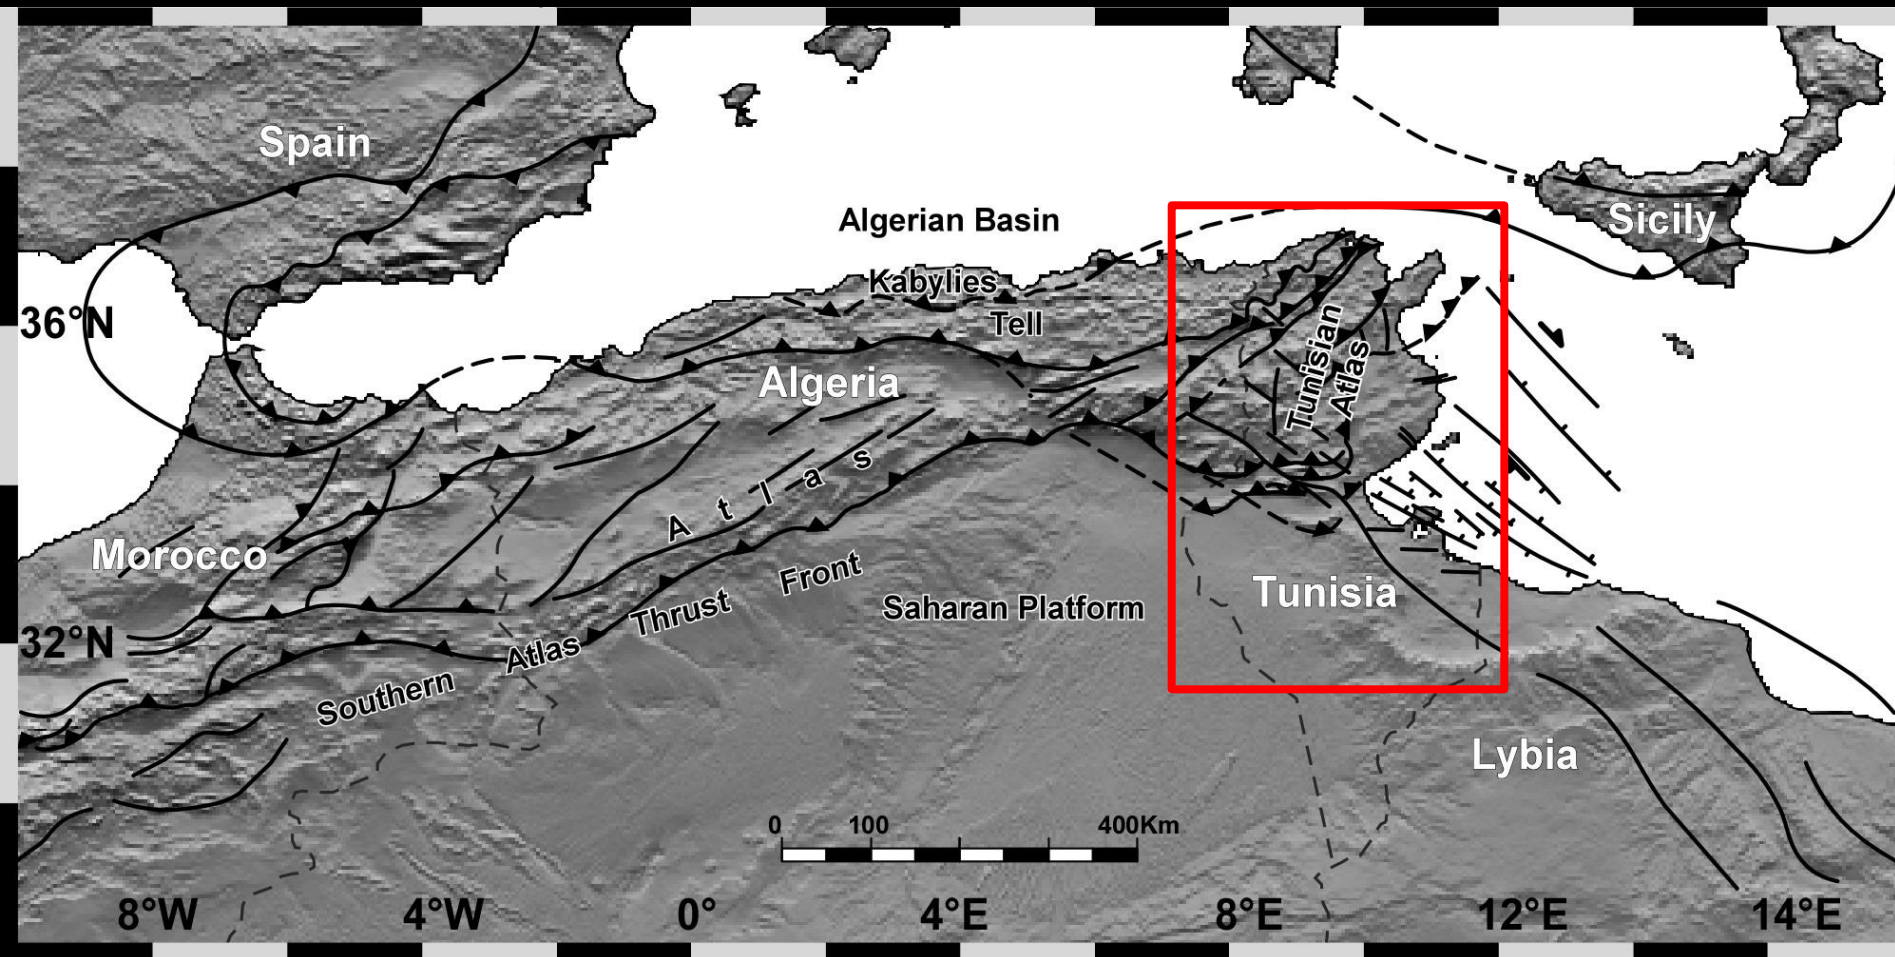 Spain
Sicily
Algerian Basin
Kabylies
Tell
36°N
Tunisian
Atlas
Algeria
Atlas
Morocco
Tunisia
Saharan Platform
32°N
Southern Atlas Thrust Front
Lybia
0 100 400Km
8°W 4°W 0° 4°E 8°E 12°E 14°E